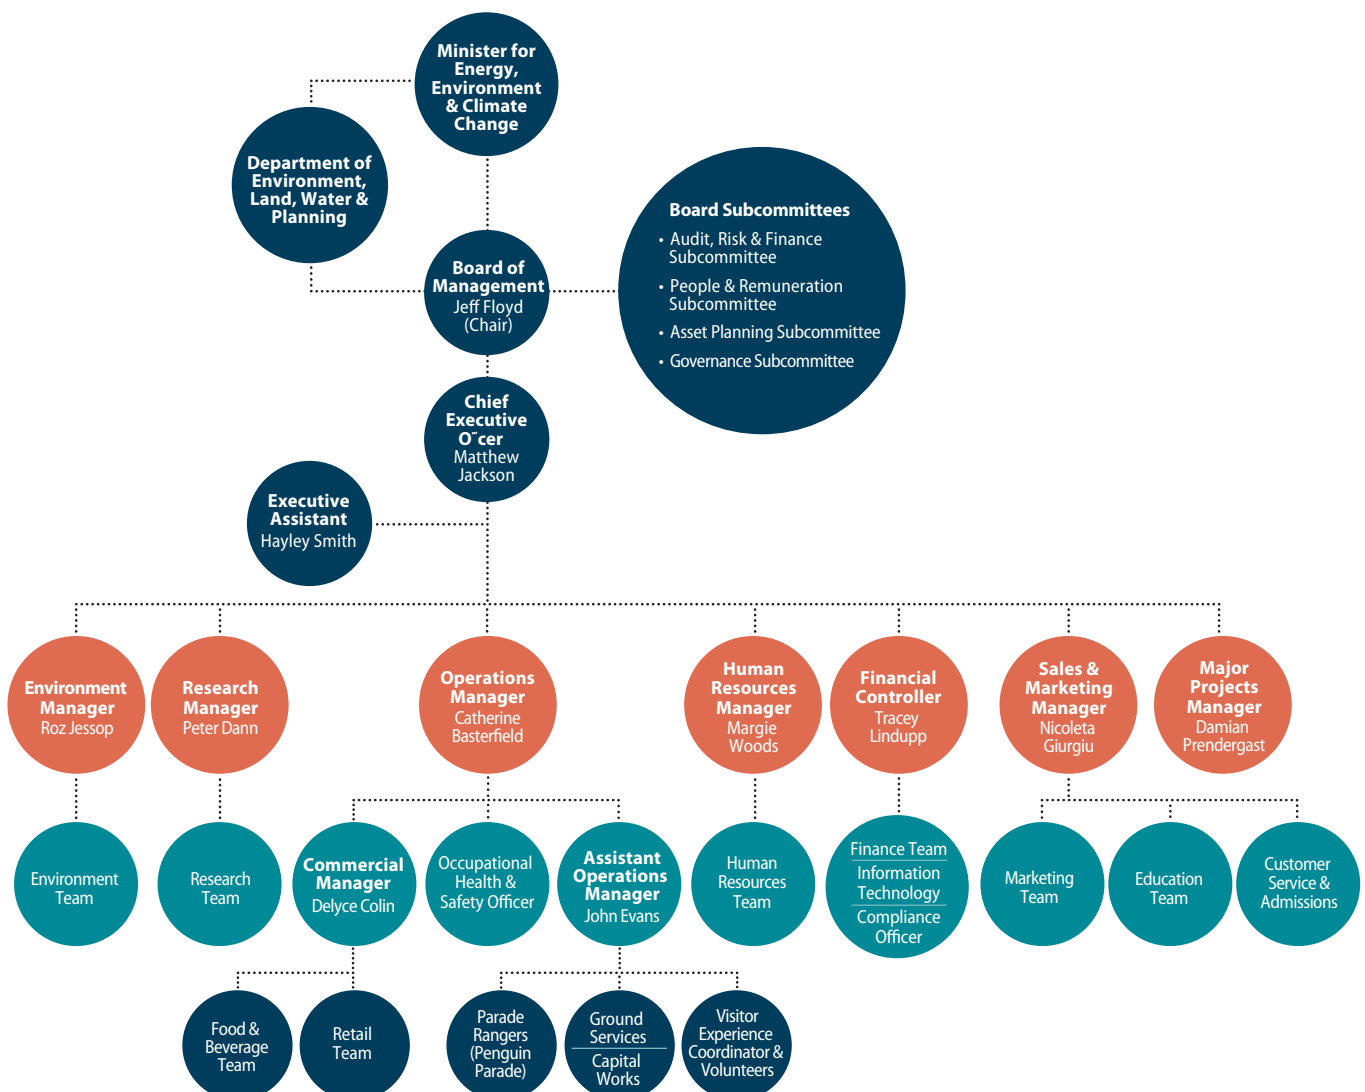 Minister for
Energy,
Environment
& Climate
Change
Department of
Environment,
Land, Water &
Planning
Board Subcommittees
• Audit, Risk & Finance
Subcommittee
• People & Remuneration
Subcommittee
• Asset Planning Subcommittee
• Governance Subcommittee
Board of
Management
Jeff Floyd
(Chair)
Chief
Executive
O˜cer
Matthew
Jackson
Executive
Assistant
Hayley Smith
Environment
Manager
Roz Jessop
Research
Manager
Peter Dann
Operations
Manager
Catherine
Basterfield
Human
Resources
Manager
Margie
Woods
Financial
Controller
Tracey
Lindupp
Sales &
Marketing
Manager
Nicoleta
Giurgiu
Major
Projects
Manager
Damian
Prendergast
Environment
Team
Research
Team
Commercial
Manager
Delyce Colin
Occupational
Health &
Safety Officer
Assistant
Operations
Manager
John Evans
Human
Resources
Team
Finance Team
Information
Technology
Compliance
Officer
Marketing
Team
Education
Team
Customer
Service &
Admissions
Food &
Beverage
Team
Retail
Team
Parade
Rangers
(Penguin
Parade)
Ground
Services
Capital
Works
Visitor
Experience
Coordinator &
Volunteers